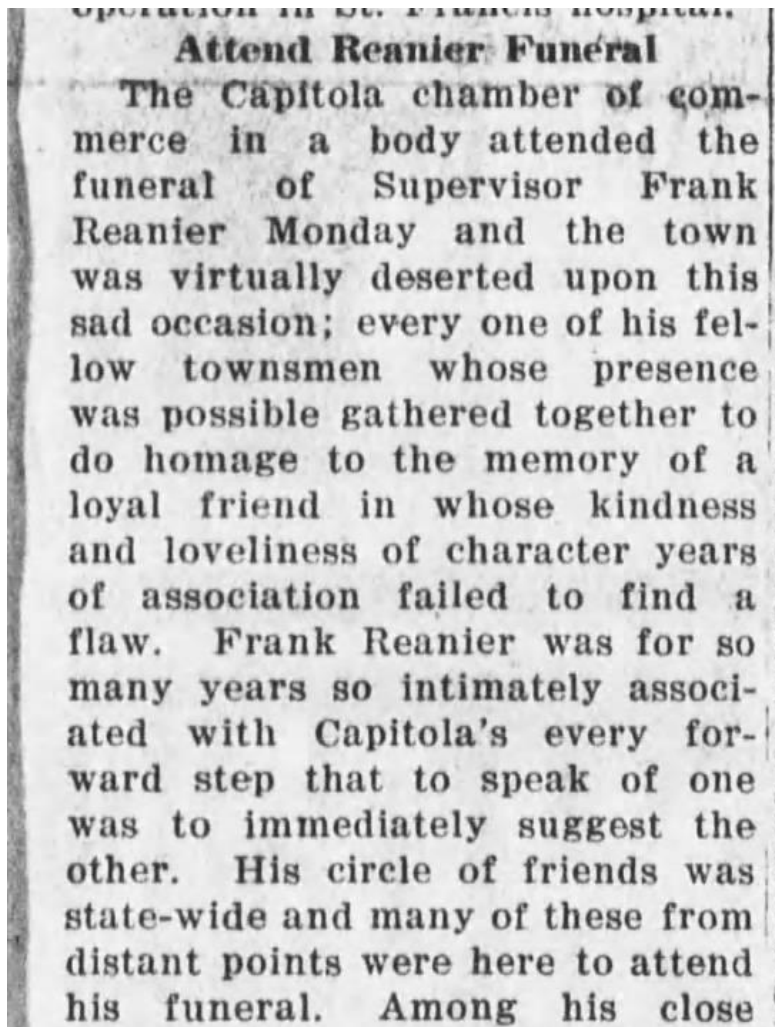 operation in St. Francis hospital.
Attend Reanier Funeral
The Capitola chamber of com-
merce in a body attended the
funeral of Supervisor Frank
Reanier Monday and the town
was virtually deserted upon this
sad occasion; every one of his fel-
low townsmen whose presence
was possible gathered together to
do homage to the memory of a
loyal friend in whose kindness
and loveliness of character years
of association failed to find a
flaw. Frank Reanier was for so
many years so intimately associ-
ated with Capitola's every for-
ward step that to speak of one
was to immediately suggest the
other. His circle of friends was
state-wide and many of these from
distant points were here to attend
his funeral. Among his close